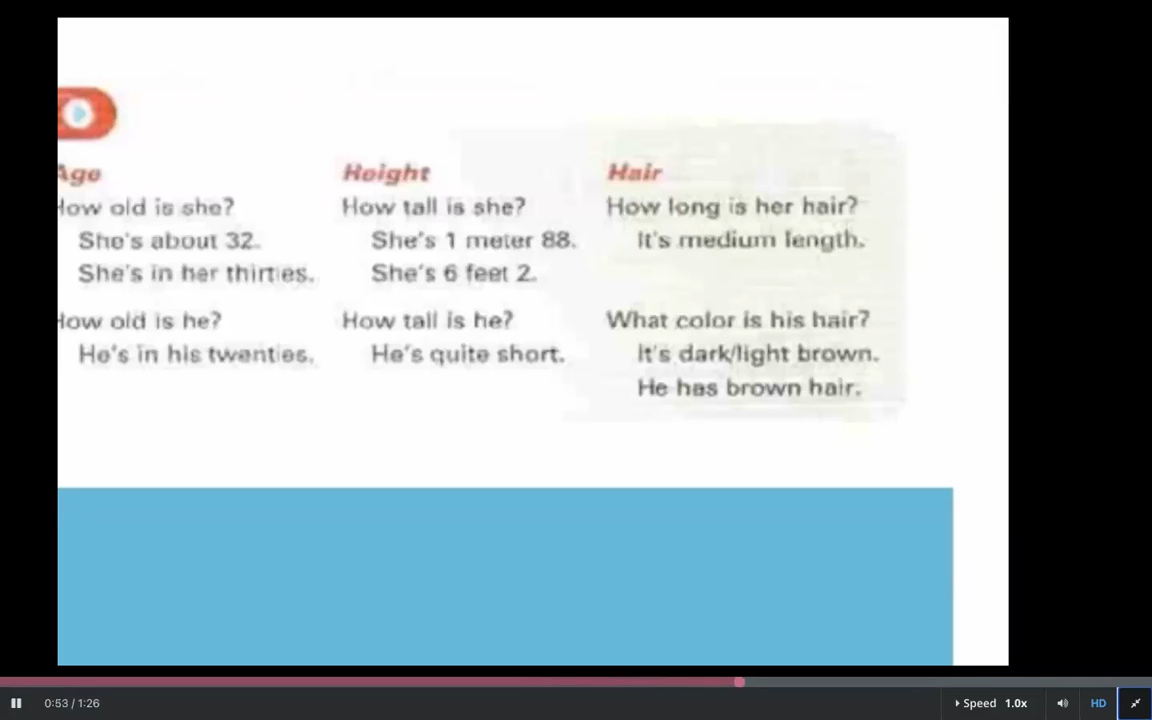 Age
How old is she?
She's about 32.
She's in her thirties.
How old is he?
He's in his twenties.
Height
How tall is she?
She's 1 meter 88.
She's 6 feet 2.
How tall is he?
He's quite short.
Hair
How long is her hair?
It's medium length.
What color is his hair?
It's dark/light brown.
He has brown hair.
0:53 / 1:26
Speed 1.0x
HD